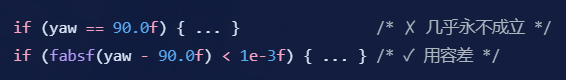 if (yaw == 90.0f) { ... } /* ✗ 几乎永不成立 */
if (fabsf(yaw - 90.0f) < 1e-3f) { ... } /* ✓ 用容差 */